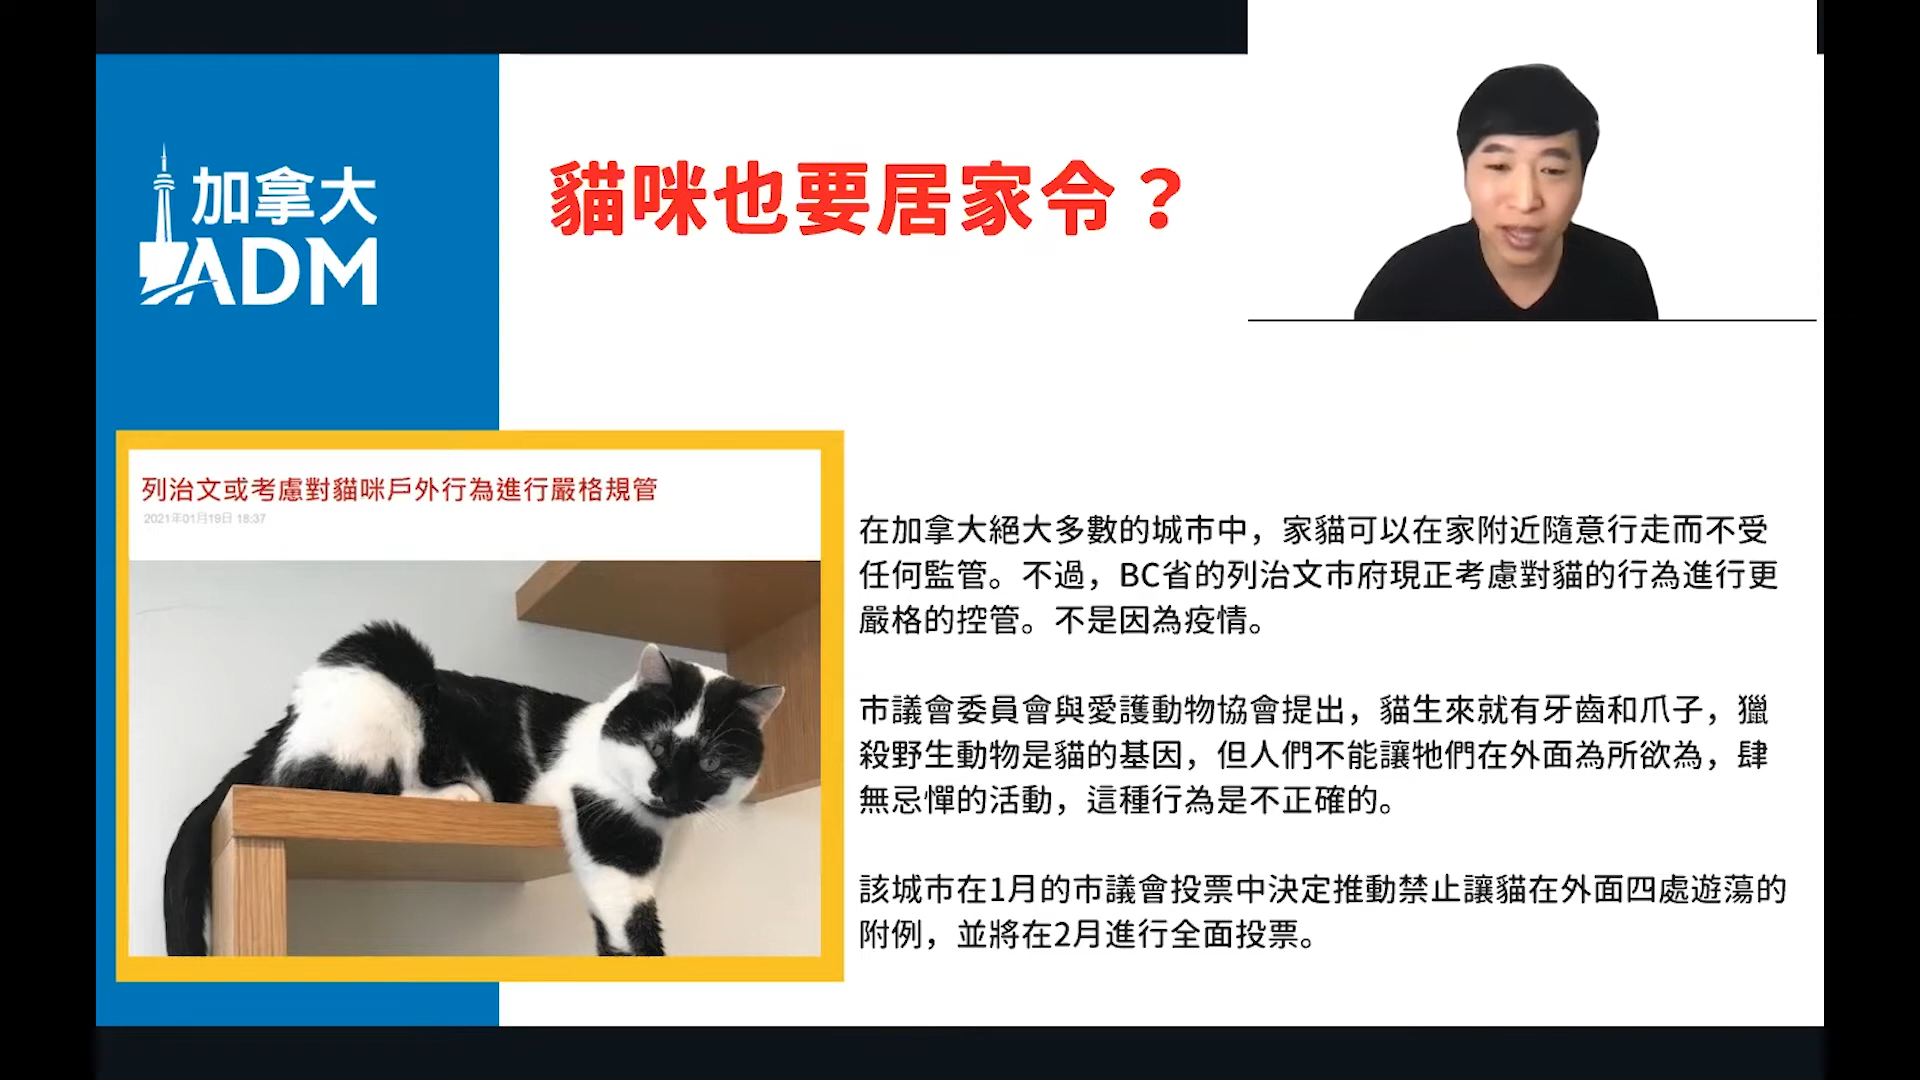 加拿大
ADM
貓咪也要居家令？
列治文或考慮對貓咪戶外行為進行嚴格規管
2021年01月19日 18:37
在加拿大絕大多數的城市中，家貓可以在家附近隨意行走而不受
任何監管。不過，BC省的列治文市府現正考慮對貓的行為進行更
嚴格的控管。不是因為疫情。
市議會委員會與愛護動物協會提出，貓生來就有牙齒和爪子，獵
殺野生動物是貓的基因，但人們不能讓牠們在外面為所欲為，肆
無忌憚的活動，這種行為是不正確的。
該城市在1月的市議會投票中決定推動禁止讓貓在外面四處遊蕩的
附例，並將在2月進行全面投票。